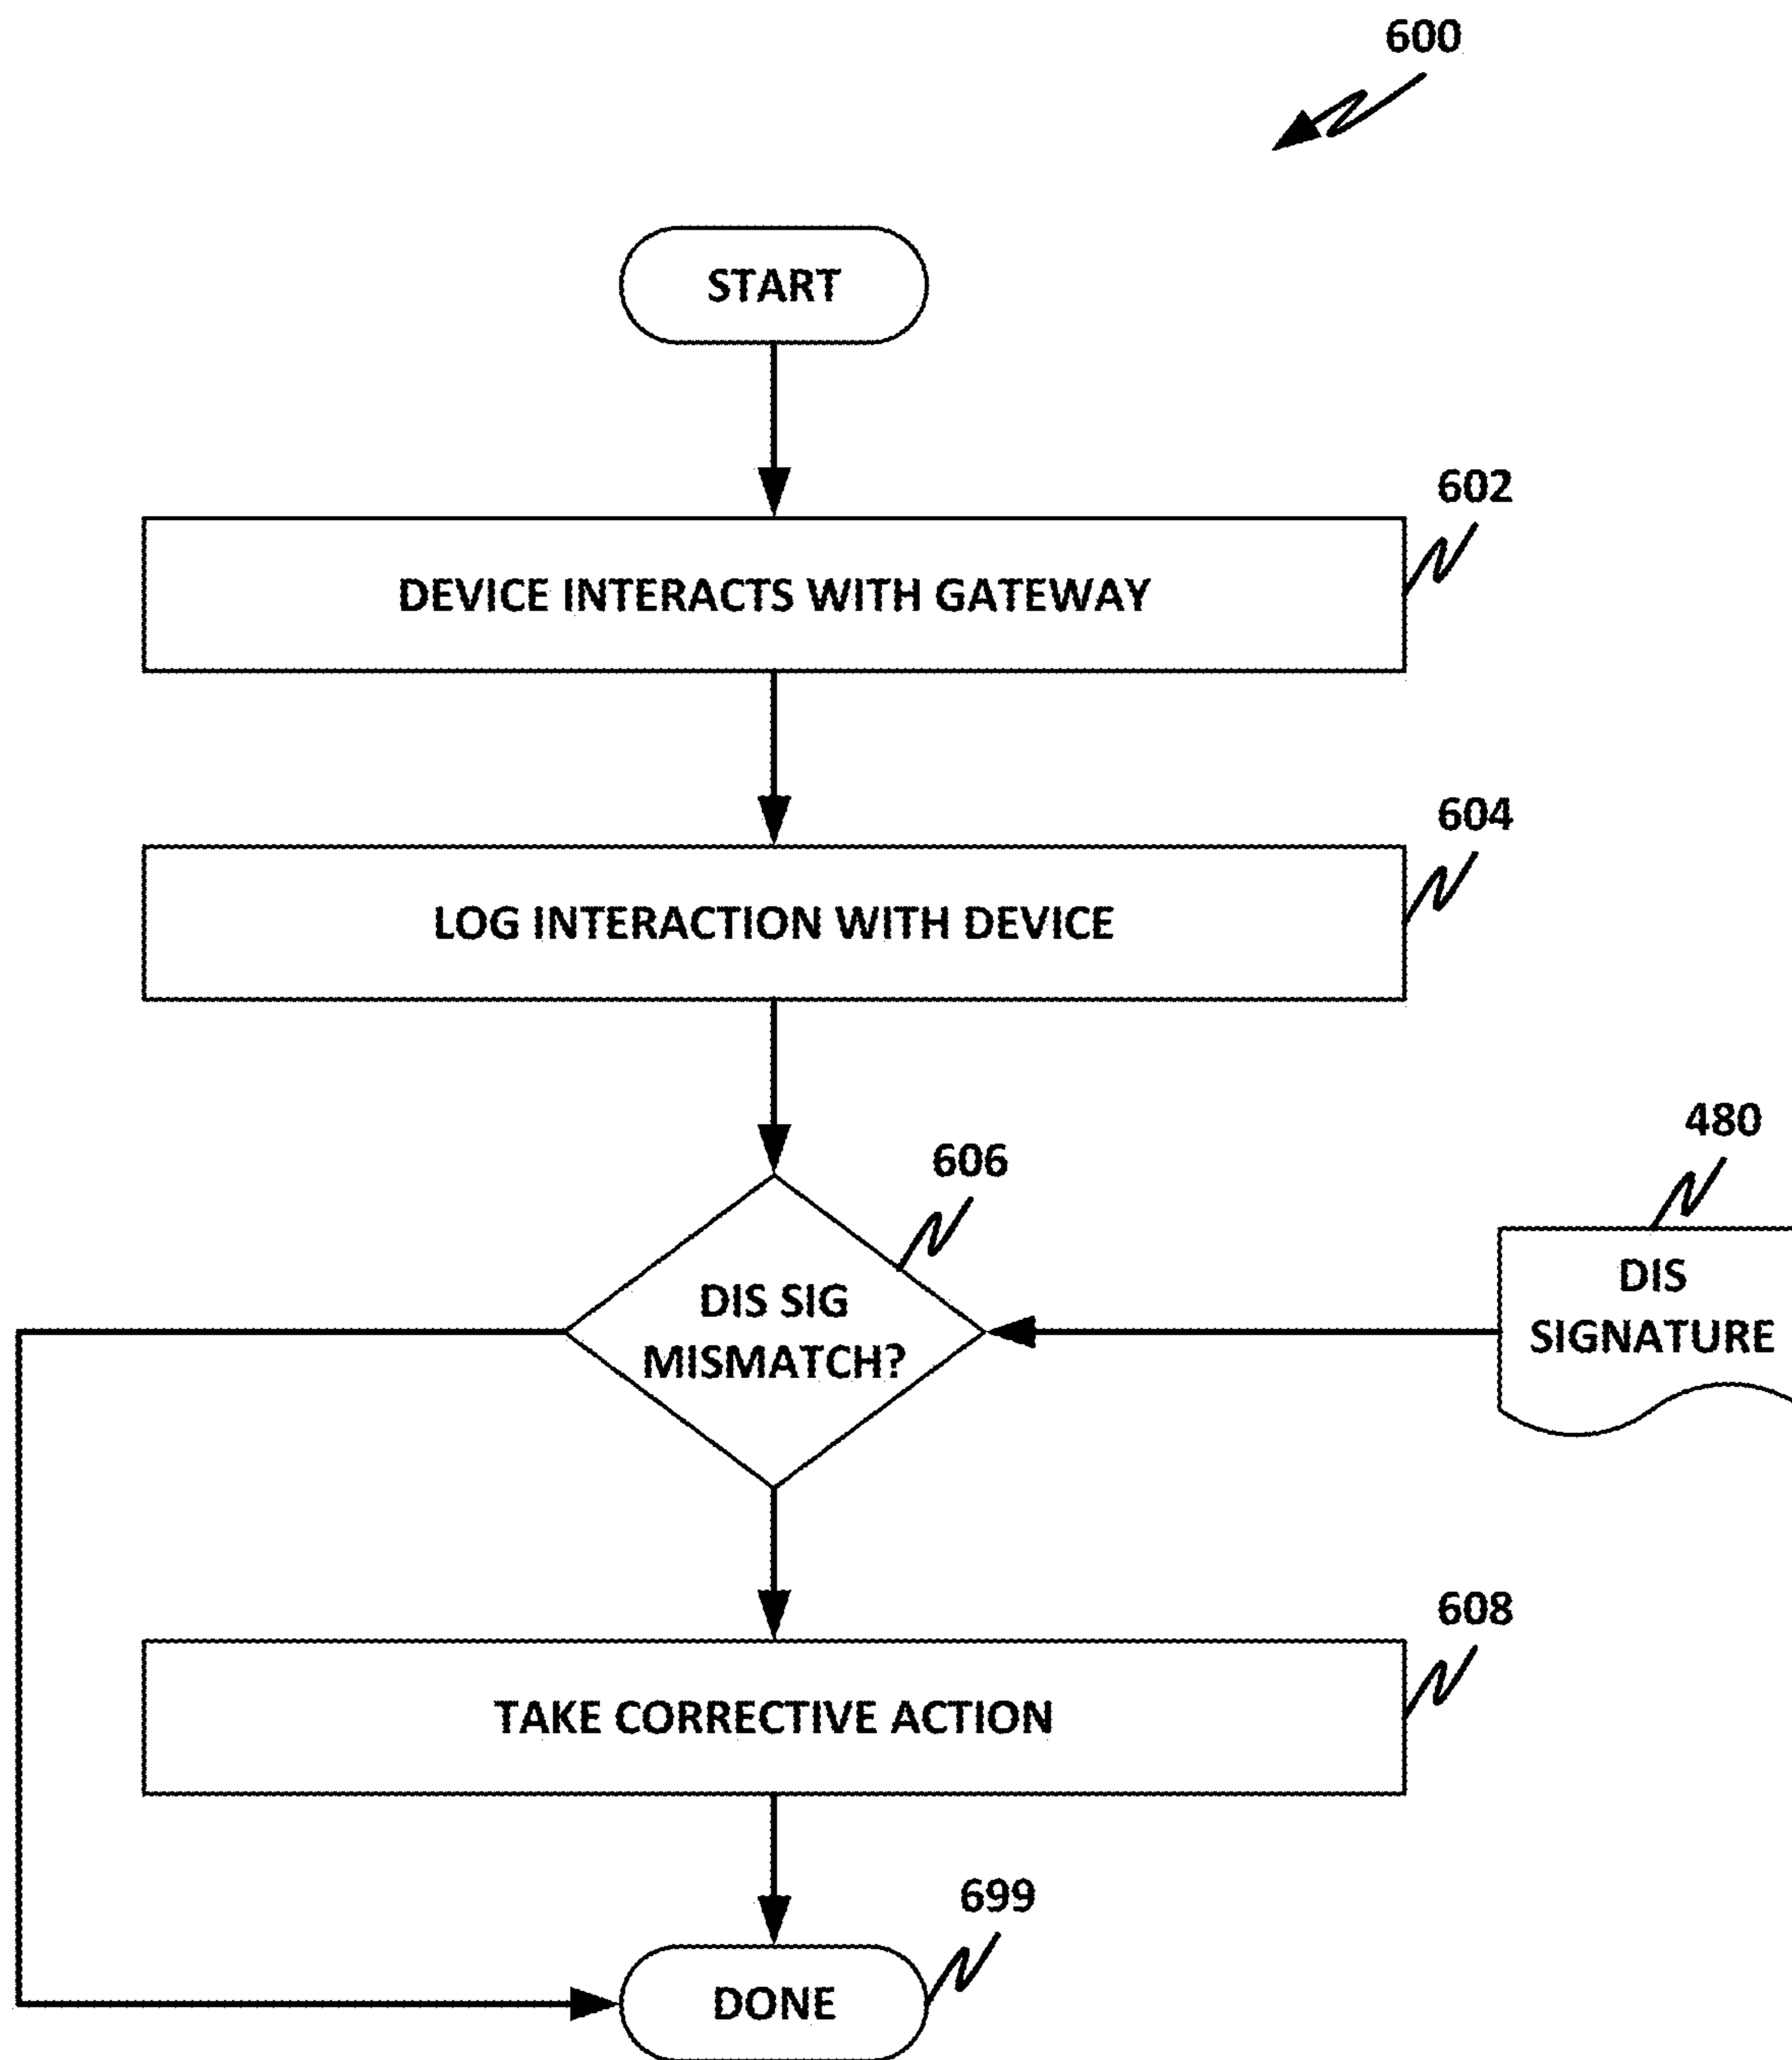 600
START
602
DEVICE INTERACTS WITH GATEWAY
604
LOG INTERACTION WITH DEVICE
606
480
DIS SIG
MISMATCH?
DIS
SIGNATURE
608
TAKE CORRECTIVE ACTION
699
DONE